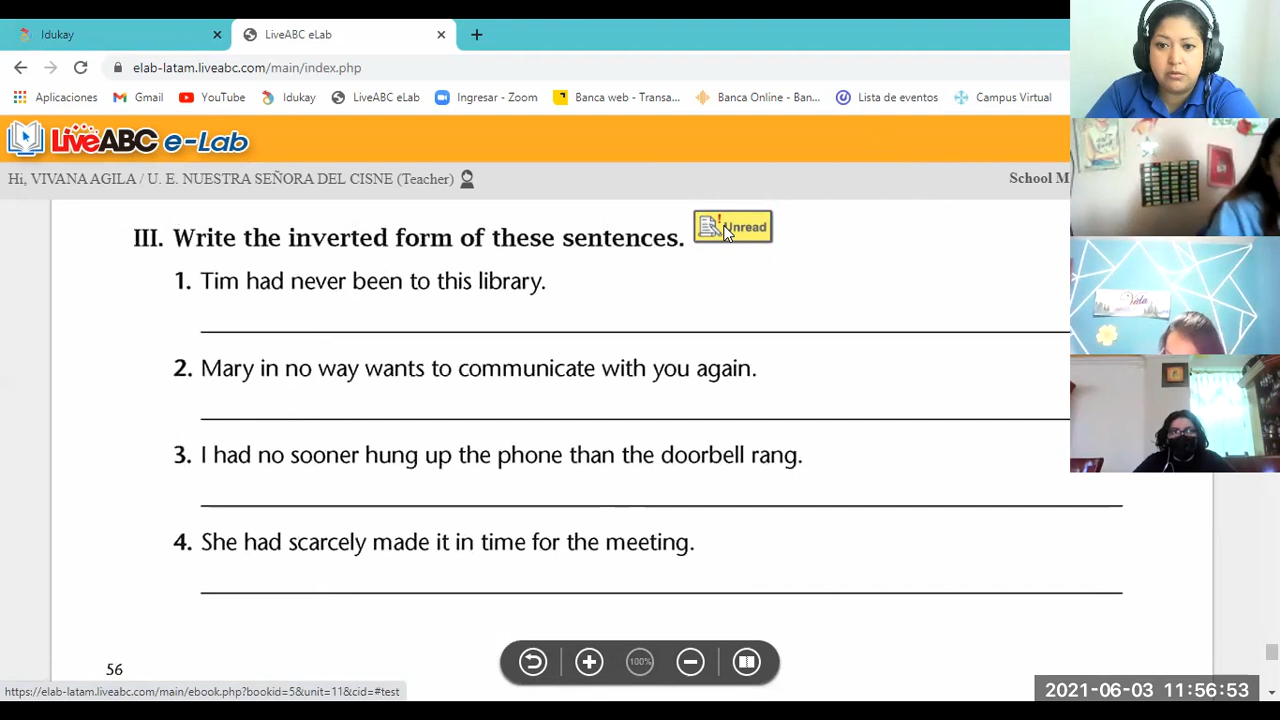 Idukay
LiveABC eLab
elab-latam.liveabc.com/main/index.php
Aplicaciones Gmail YouTube Idukay LiveABC eLab Ingresar - Zoom Banca web - Transa... Banca Online - Ban... Lista de eventos Campus Virtual
LiveABC e-Lab
Hi, VIVANA AGILA / U. E. NUESTRA SEÑORA DEL CISNE (Teacher) School M
III. Write the inverted form of these sentences. Unread
1. Tim had never been to this library.
2. Mary in no way wants to communicate with you again.
3. I had no sooner hung up the phone than the doorbell rang.
4. She had scarcely made it in time for the meeting.
56
100%
https://elab-latam.liveabc.com/main/ebook.php?bookid=5&unit=11&cid=#test
2021-06-03 11:56:53